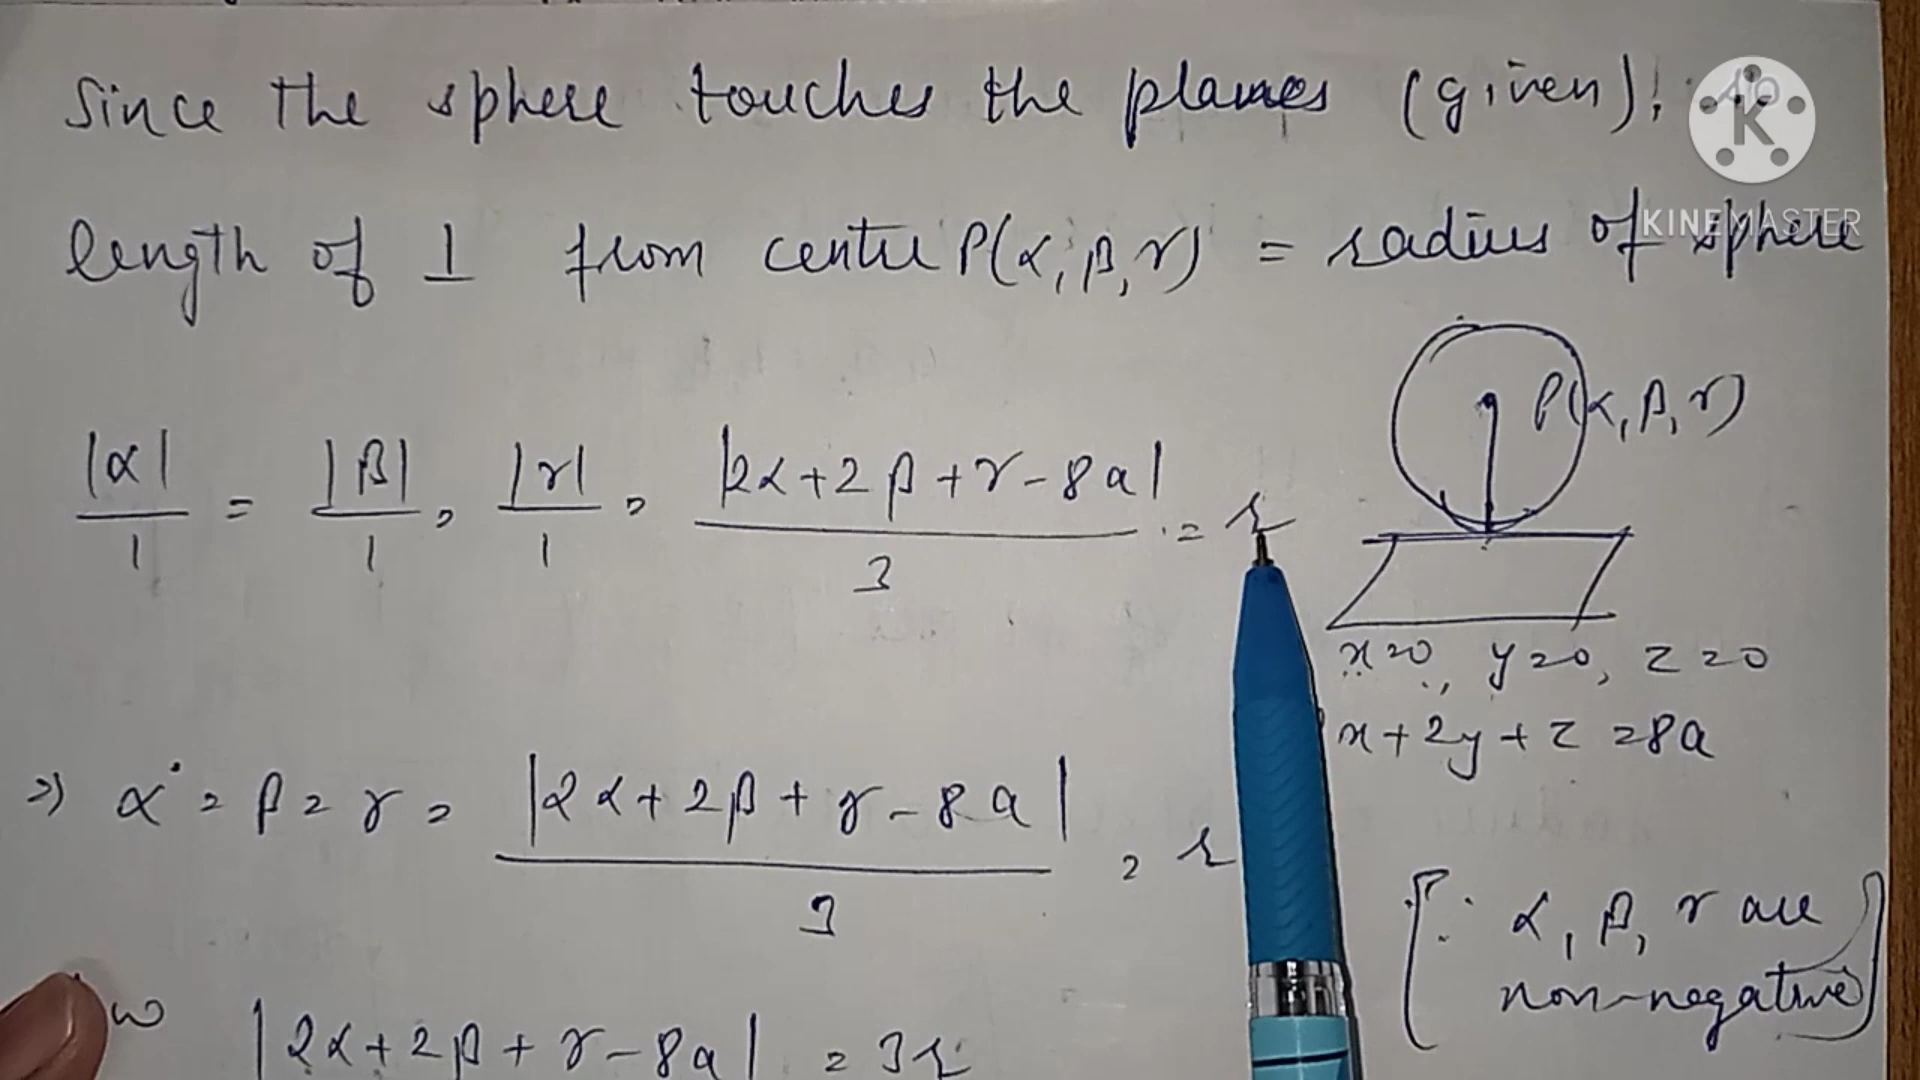 Since the sphere touches the planes (given); so
length of ⊥ from centre P(α, β, γ) = radius of sphere
K
KINEMASTER
|α|/1 = |β|/1, |γ|/1, |2α+2β+γ-8a|/3 = r
P(α, β, γ)
x=0, y=0, z=0
x+2y+z=8a
⇒ α = β = γ = |2α+2β+γ-8a|/3 = r
[∵ α, β, γ are
non-negative]
|2α+2β+γ-8a| = 3r